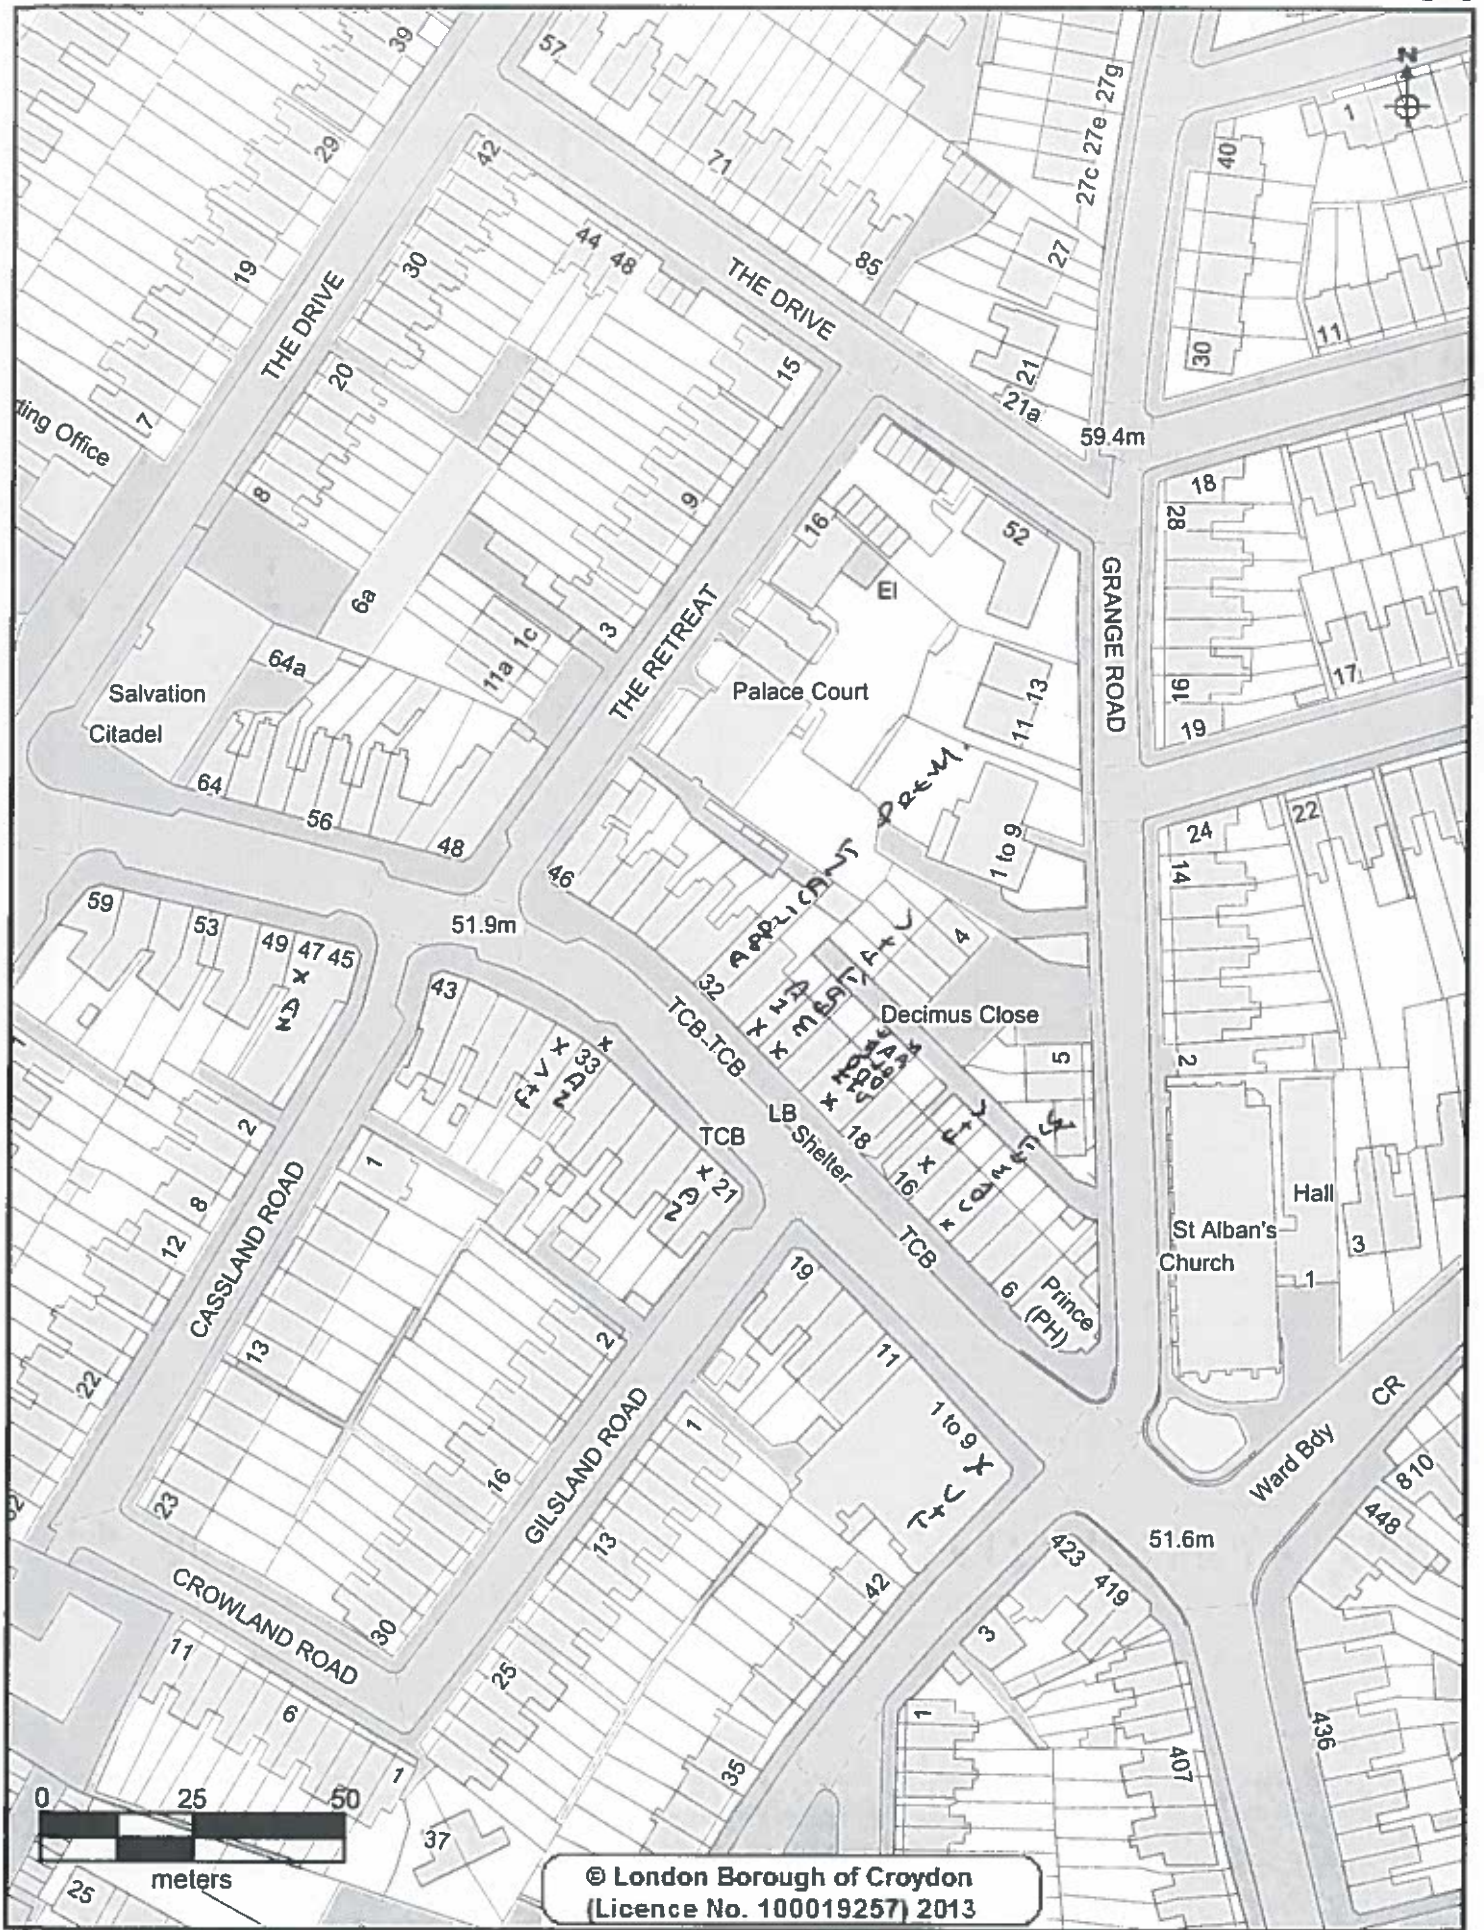 39
57
N
1
29
71
27g
27e
27c
40
42
44
48
85
27
THE DRIVE
THE DRIVE
19
30
20
15
21
21a
30
11
59.4m
7
ting Office
8
9
16
52
18
28
EI
GRANGE ROAD
6a
3
1c
11a
THE RETREAT
64a
Salvation
Citadel
Palace Court
13
11
16
17
19
64
56
48
APPLICANT PREM.
1 to 9
24
22
14
46
59
53
49
47
45
X
NA
51.9m
43
32
4
F+V
X NA
X MEAT
Decimus Close
TCB-TCB
5
2
F+V X
33 X
NA
X
LB
Shelter
18
TCB
X 21
NA
16
X F+V
X COSMETICS
TCB
6
Prince
(PH)
Hall
St Alban's
Church
3
1
2
8
12
1
CASSLAND ROAD
22
13
2
19
11
1 to 9 X
F+V
CR
Ward Bdy
810
448
1
16
GILSLAND ROAD
13
23
51.6m
423
419
42
3
CROWLAND ROAD
30
11
6
25
1
35
1
407
436
0 25 50
meters
37
25
© London Borough of Croydon
(Licence No. 100019257) 2013